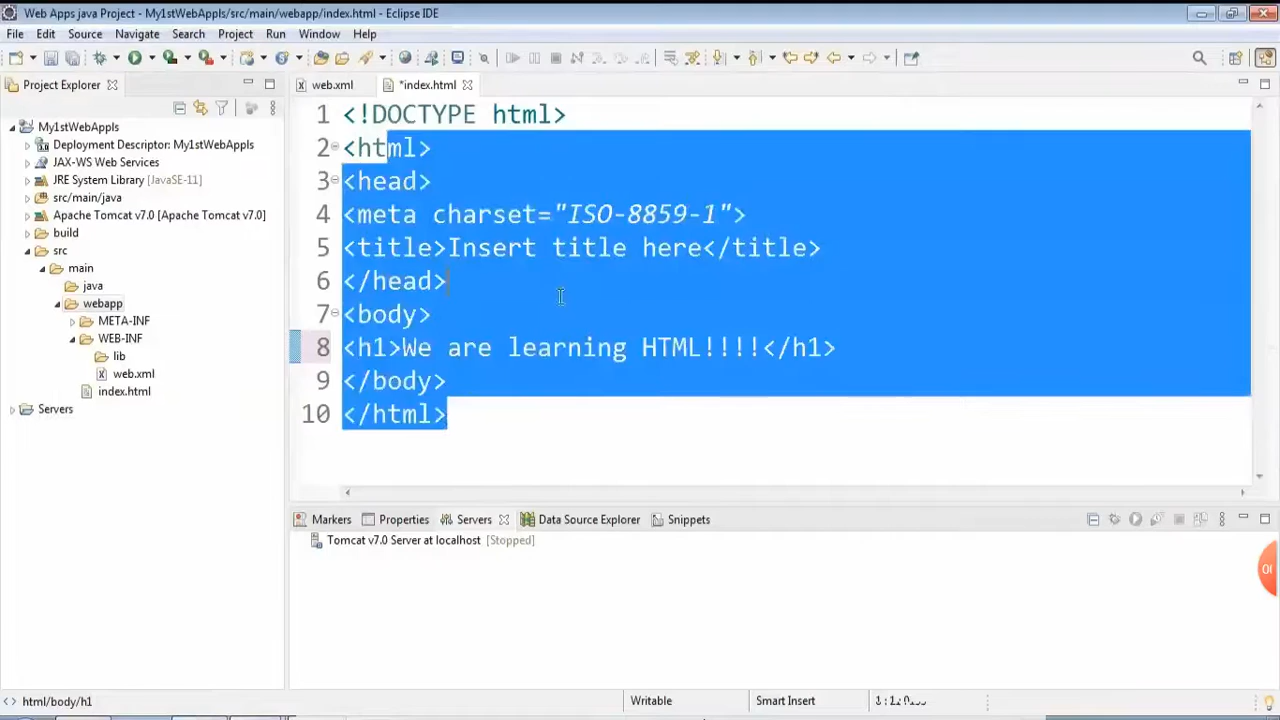 Web Apps java Project - My1stWebAppls/src/main/webapp/index.html - Eclipse IDE
File Edit Source Navigate Search Project Run Window Help
Project Explorer
web.xml
*index.html
My1stWebAppls
Deployment Descriptor: My1stWebAppls
JAX-WS Web Services
JRE System Library [JavaSE-11]
src/main/java
Apache Tomcat v7.0 [Apache Tomcat v7.0]
build
src
main
java
webapp
META-INF
WEB-INF
lib
web.xml
index.html
Servers
1 <!DOCTYPE html>
2 <html>
3 <head>
4 <meta charset="ISO-8859-1">
5 <title>Insert title here</title>
6 </head>
7 <body>
8 <h1>We are learning HTML!!!!</h1>
9 </body>
10 </html>
Markers Properties Servers Data Source Explorer Snippets
Tomcat v7.0 Server at localhost [Stopped]
html/body/h1
Writable
Smart Insert